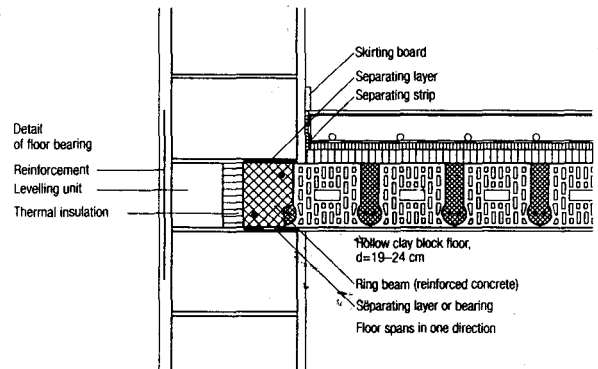 Skirting board
Separating layer
Separating strip
Detail
of floor bearing
Reinforcement
Levelling unit
Thermal insulation
Hollow clay block floor,
d=19–24 cm
Ring beam (reinforced concrete)
Separating layer or bearing
Floor spans in one direction